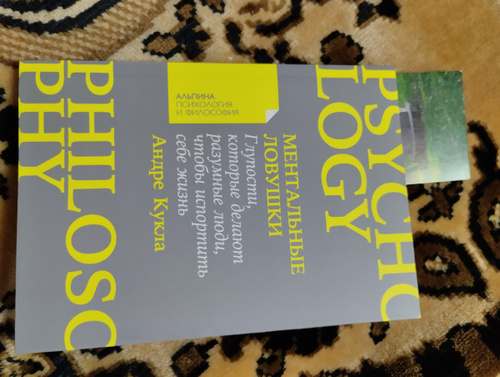 PSYCHO
LOGY
АЛЬПИНА
ПСИХОЛОГИЯ
И ФИЛОСОФИЯ
МЕНТАЛЬНЫЕ
ЛОВУШКИ
Глупости,
которые делают
разумные люди,
чтобы испортить
себе жизнь
Андре Кукла
PHILOSO
PHY